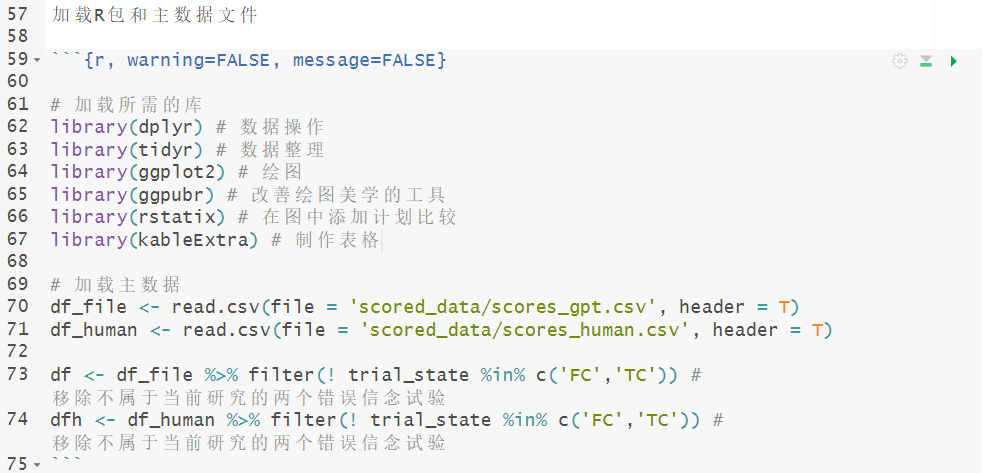 57 加载R包和主数据文件
58
59 ```{r, warning=FALSE, message=FALSE}
60
61 # 加载所需的库
62 library(dplyr) # 数据操作
63 library(tidyr) # 数据整理
64 library(ggplot2) # 绘图
65 library(ggpubr) # 改善绘图美学的工具
66 library(rstatix) # 在图中添加计划比较
67 library(kableExtra) # 制作表格
68
69 # 加载主数据
70 df_file <- read.csv(file = 'scored_data/scores_gpt.csv', header = T)
71 df_human <- read.csv(file = 'scored_data/scores_human.csv', header = T)
72
73 df <- df_file %>% filter(! trial_state %in% c('FC','TC')) #
移除不属于当前研究的两个错误信念试验
74 dfh <- df_human %>% filter(! trial_state %in% c('FC','TC')) #
移除不属于当前研究的两个错误信念试验
75 ```